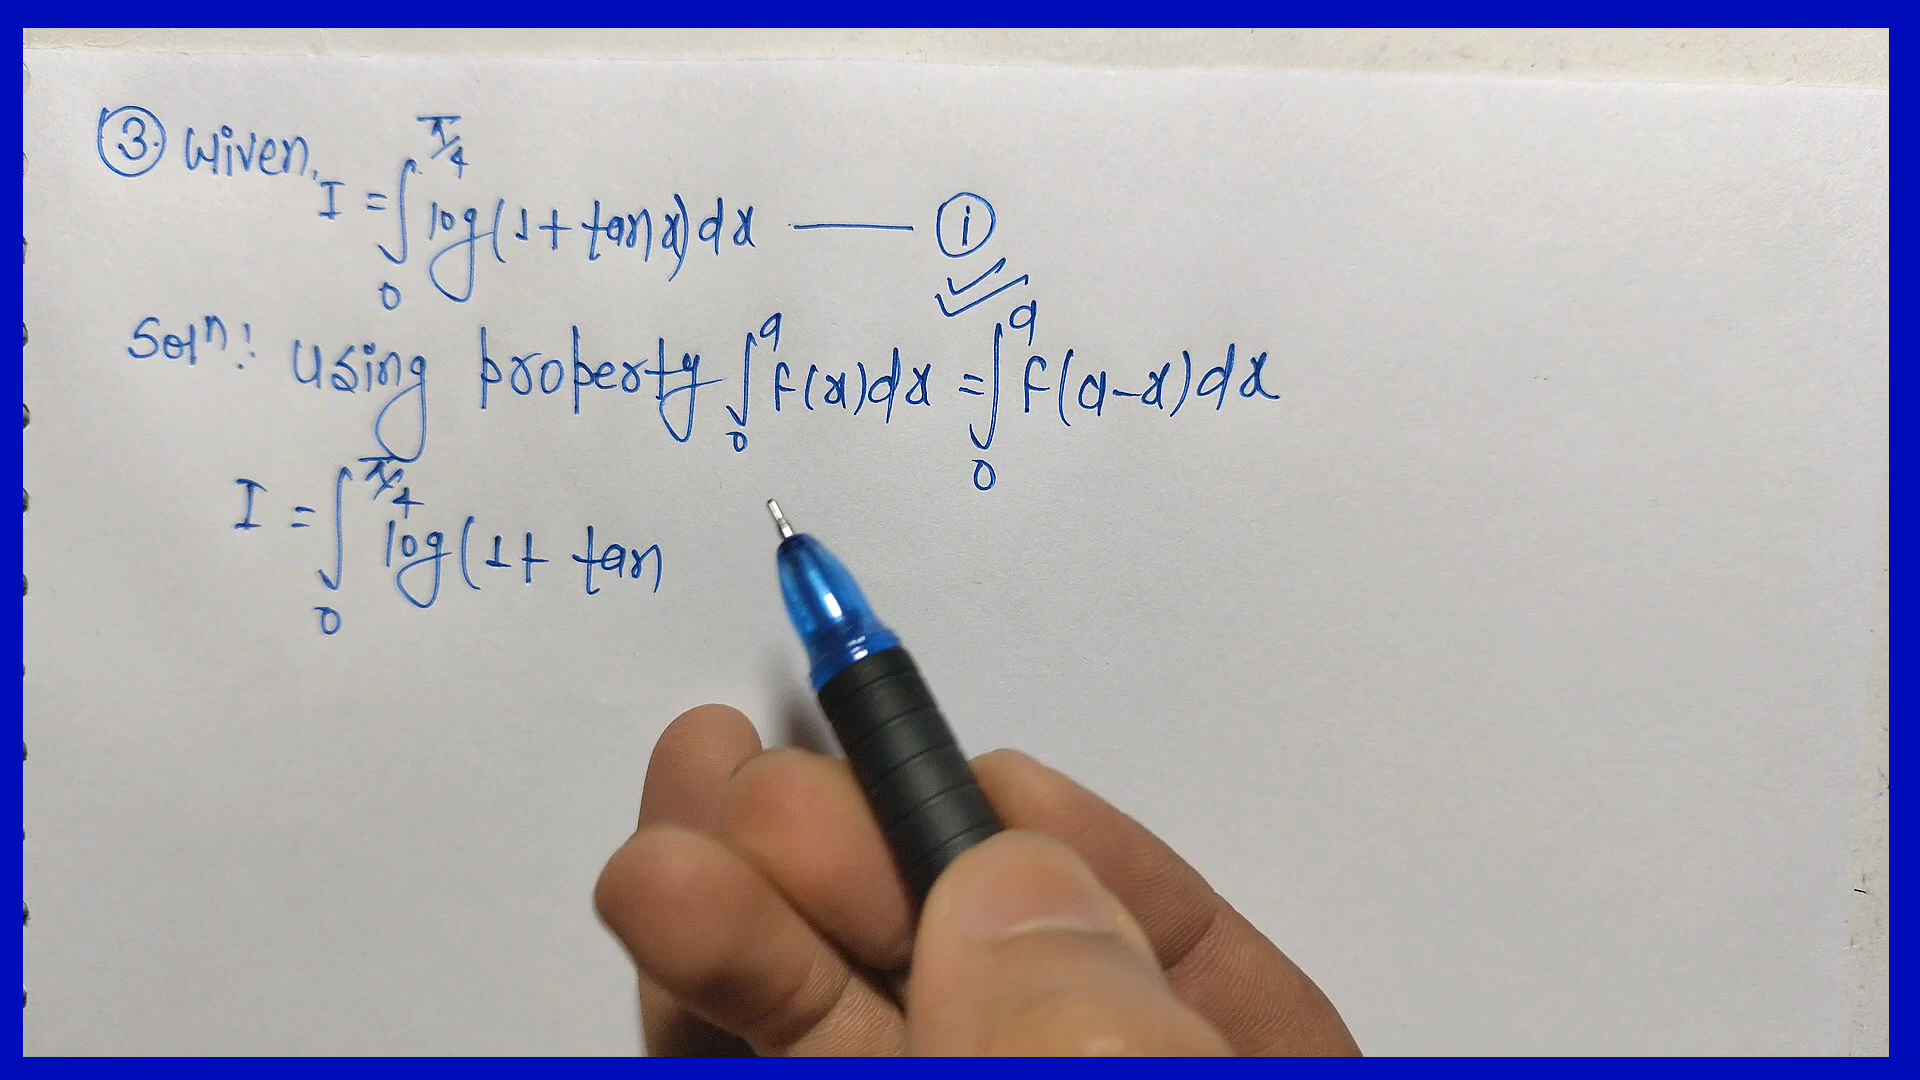 ③ Given,
I = ∫₀^(π/4) log(1+ tan x) dx —— ⓘ
Solⁿ: Using property ∫₀^a f(x)dx = ∫₀^a f(a-x)dx
I = ∫₀^(π/4) log(1+ tan